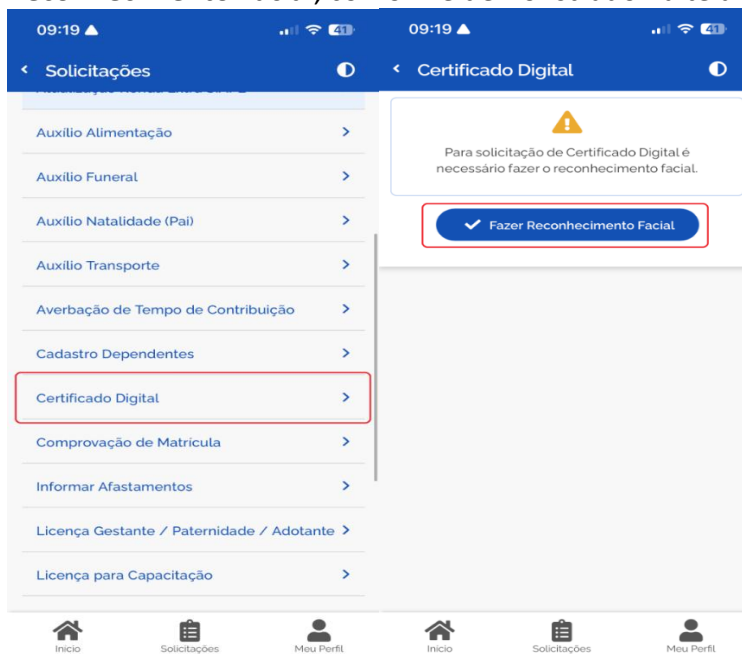 09:19
41
Solicitações
Auxílio Alimentação
Auxílio Funeral
Auxílio Natalidade (Pai)
Auxílio Transporte
Averbação de Tempo de Contribuição
Cadastro Dependentes
Certificado Digital
Comprovação de Matrícula
Informar Afastamentos
Licença Gestante / Paternidade / Adotante
Licença para Capacitação
Início
Solicitações
Meu Perfil
09:19
41
Certificado Digital
Para solicitação de Certificado Digital é
necessário fazer o reconhecimento facial.
Fazer Reconhecimento Facial
Início
Solicitações
Meu Perfil